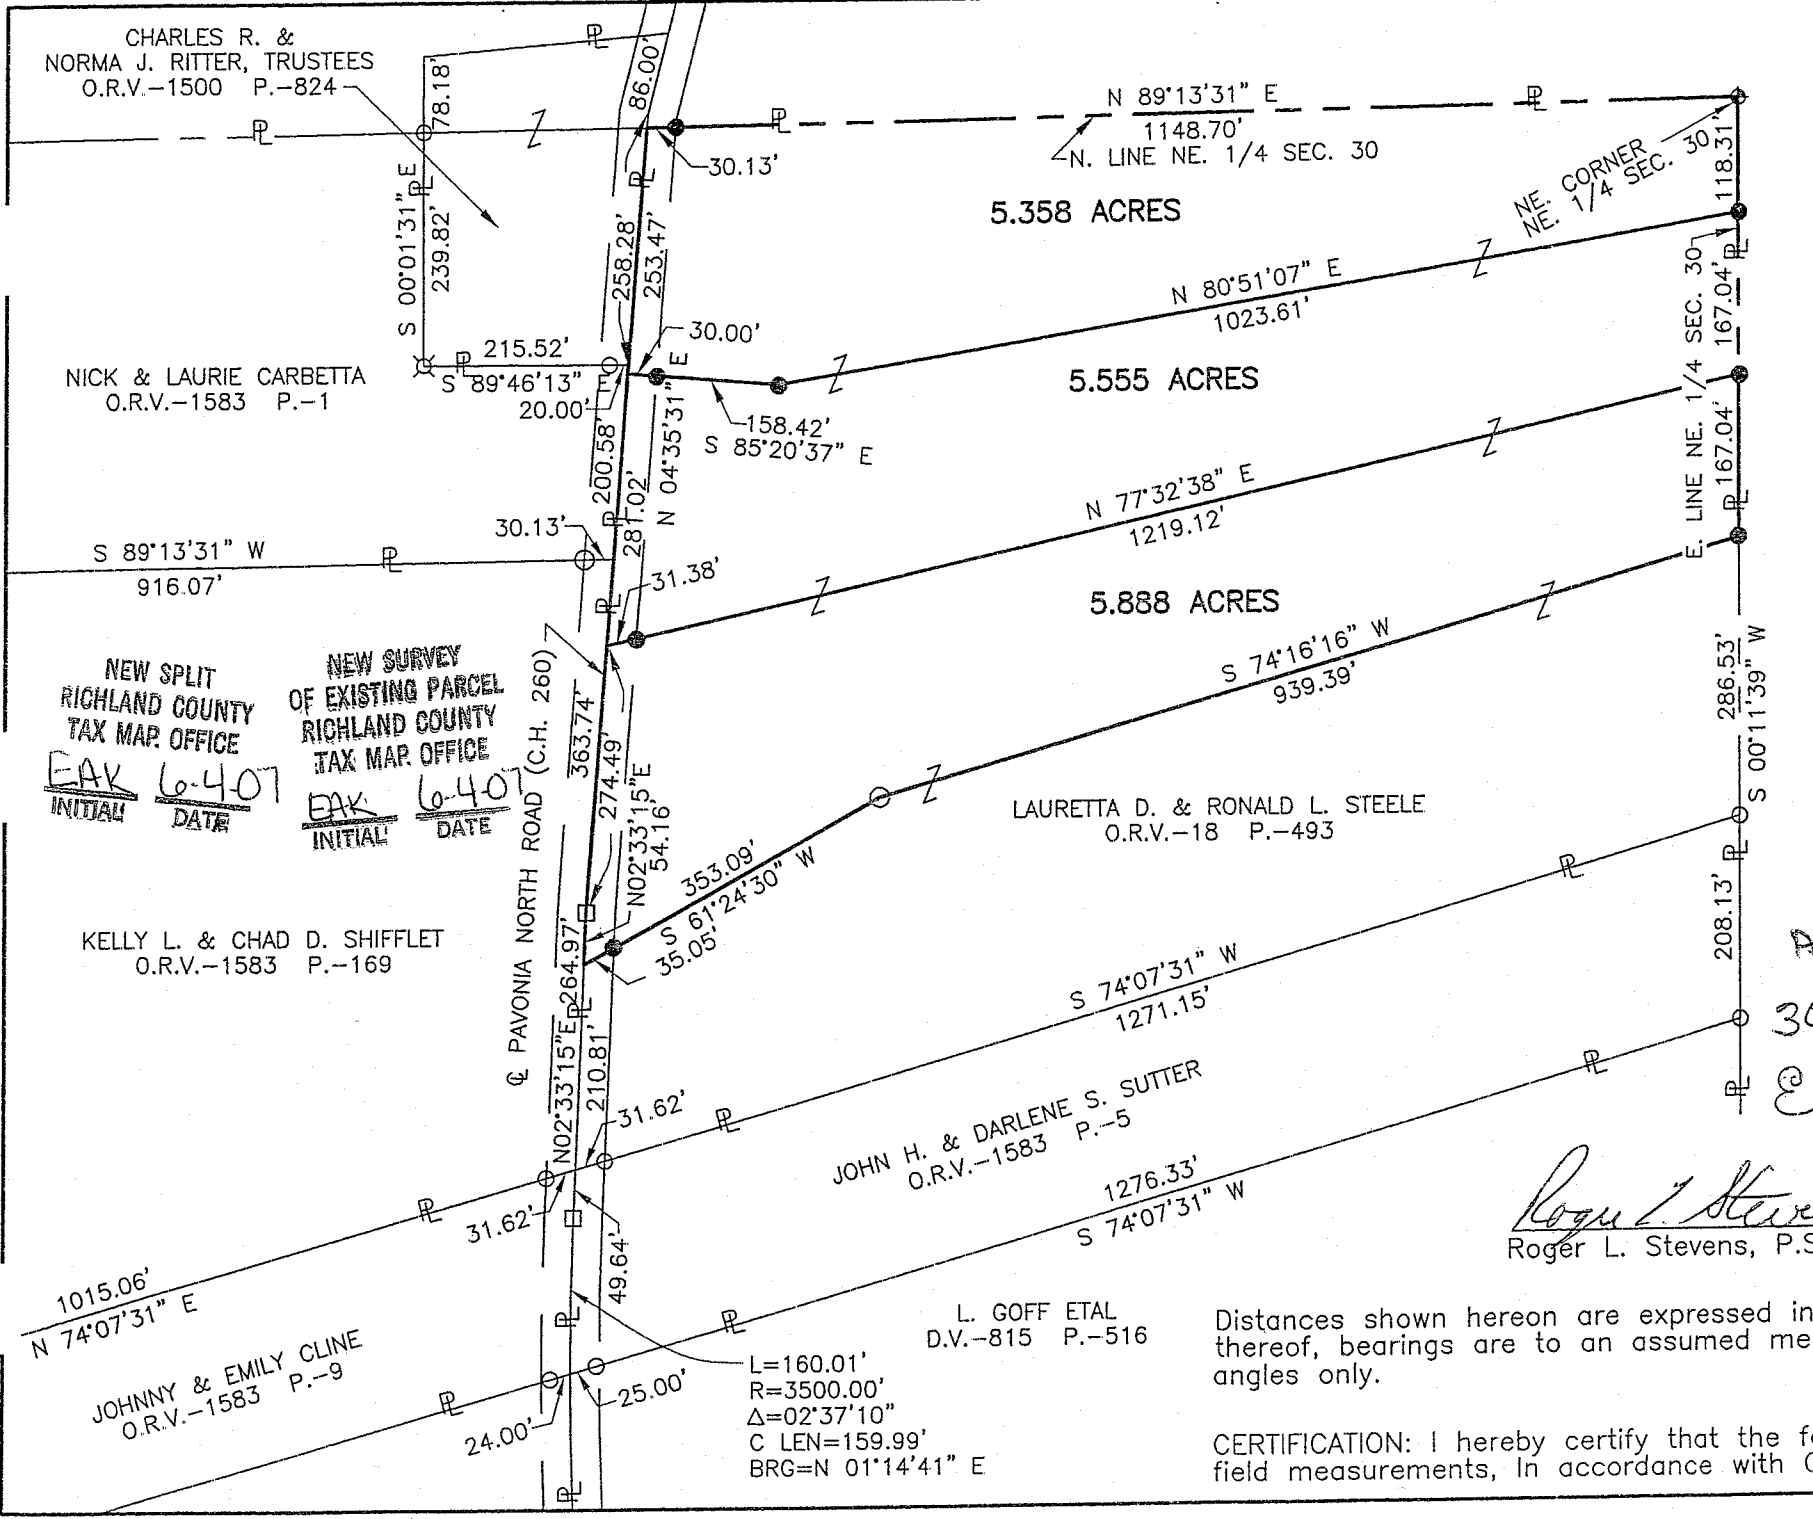 CHARLES R. &
NORMA J. RITTER, TRUSTEES
O.R.V.-1500 P.-824
78.18'
86.00'
N 89°13'31" E
1148.70'
N. LINE NE. 1/4 SEC. 30
30.13'
NE. CORNER
NE. 1/4 SEC. 30
118.31'
5.358 ACRES
S 00°01'31" E
239.82'
258.28'
253.47'
N 80°51'07" E
1023.61'
E. LINE NE. 1/4 SEC. 30
167.04'
30.00'
215.52'
S 89°46'13" E
20.00'
NICK & LAURIE CARBETTA
O.R.V.-1583 P.-1
5.555 ACRES
158.42'
S 85°20'37" E
N 04°35'31" E
200.58'
281.02'
167.04'
N 77°32'38" E
1219.12'
30.13'
S 89°13'31" W
916.07'
31.38'
5.888 ACRES
S 74°16'16" W
939.39'
NEW SPLIT
RICHLAND COUNTY
TAX MAP. OFFICE
EAK 6-4-07
INITIAL DATE
NEW SURVEY
OF EXISTING PARCEL
RICHLAND COUNTY
TAX MAP. OFFICE
EAK 6-4-07
INITIAL DATE
℄ PAVONIA NORTH ROAD (C.H. 260)
363.74'
274.49'
N02°33'15"E
54.16'
286.53'
S 00°11'39" W
LAURETTA D. & RONALD L. STEELE
O.R.V.-18 P.-493
353.09'
S 61°24'30" W
35.05'
KELLY L. & CHAD D. SHIFFLET
O.R.V.-1583 P.-169
264.97'
N02°33'15"E
210.81'
208.13'
S 74°07'31" W
1271.15'
31.62'
31.62'
JOHN H. & DARLENE S. SUTTER
O.R.V.-1583 P.-5
1276.33'
S 74°07'31" W
49.64'
1015.06'
N 74°07'31" E
JOHNNY & EMILY CLINE
O.R.V.-1583 P.-9
24.00'
25.00'
L. GOFF ETAL
D.V.-815 P.-516
L=160.01'
R=3500.00'
Δ=02°37'10"
C LEN=159.99'
BRG=N 01°14'41" E
Roger L. Steve
Roger L. Stevens, P.S
Distances shown hereon are expressed in
thereof, bearings are to an assumed me
angles only.
CERTIFICATION: I hereby certify that the fo
field measurements, In accordance with